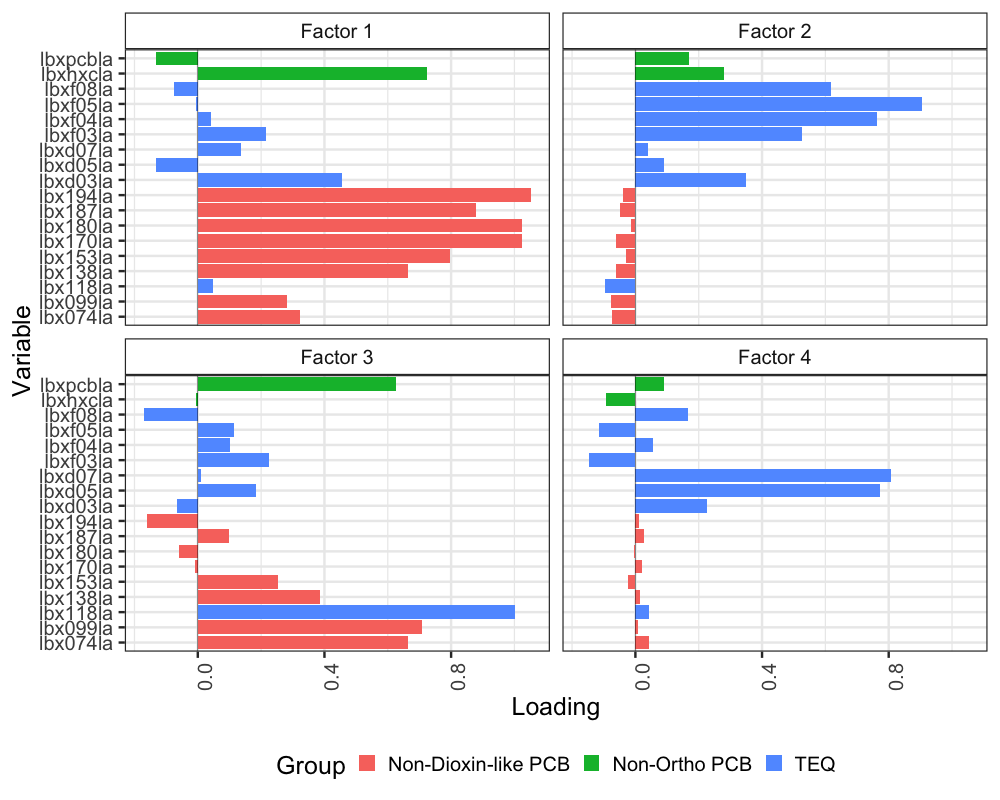 Factor 1
Factor 2
lbxpcbla
lbxhxcla
lbxf08la
lbxf05la
lbxf04la
lbxf03la
lbxd07la
lbxd05la
lbxd03la
lbx194la
lbx187la
lbx180la
lbx170la
lbx153la
lbx138la
lbx118la
lbx099la
lbx074la
Variable
Factor 3
Factor 4
lbxpcbla
lbxhxcla
lbxf08la
lbxf05la
lbxf04la
lbxf03la
lbxd07la
lbxd05la
lbxd03la
lbx194la
lbx187la
lbx180la
lbx170la
lbx153la
lbx138la
lbx118la
lbx099la
lbx074la
0.0 0.4 0.8 0.0 0.4 0.8
Loading
Group Non-Dioxin-like PCB Non-Ortho PCB TEQ